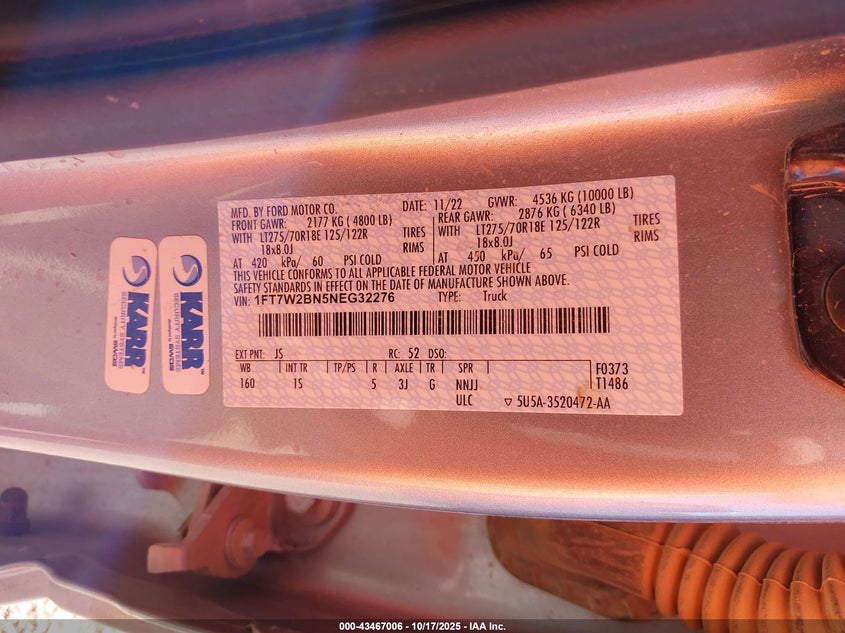 MFD. BY FORD MOTOR CO. DATE: 11/22 GVWR: 4536 KG (10000 LB)
FRONT GAWR: 2177 KG (4800 LB) REAR GAWR: 2876 KG (6340 LB)
WITH LT275/70R18E 125/122R TIRES WITH LT275/70R18E 125/122R TIRES
18x8.0J RIMS 18x8.0J RIMS
AT 420 kPa/ 60 PSI COLD AT 450 kPa/ 65 PSI COLD
THIS VEHICLE CONFORMS TO ALL APPLICABLE FEDERAL MOTOR VEHICLE
SAFETY STANDARDS IN EFFECT ON THE DATE OF MANUFACTURE SHOWN ABOVE.
VIN: 1FT7W2BN5NEG32276 TYPE: Truck
EXT PNT: JS RC: 52 DSO:
WB INT TR TP/PS R AXLE TR SPR F0373
160 1S 5 3J G NNJJ T1486
ULC ▽ 5U5A-3520472-AA
KARR
SECURITY SYSTEMS
KARR
SECURITY SYSTEMS
000-43467006 - 10/17/2025 - IAA Inc.